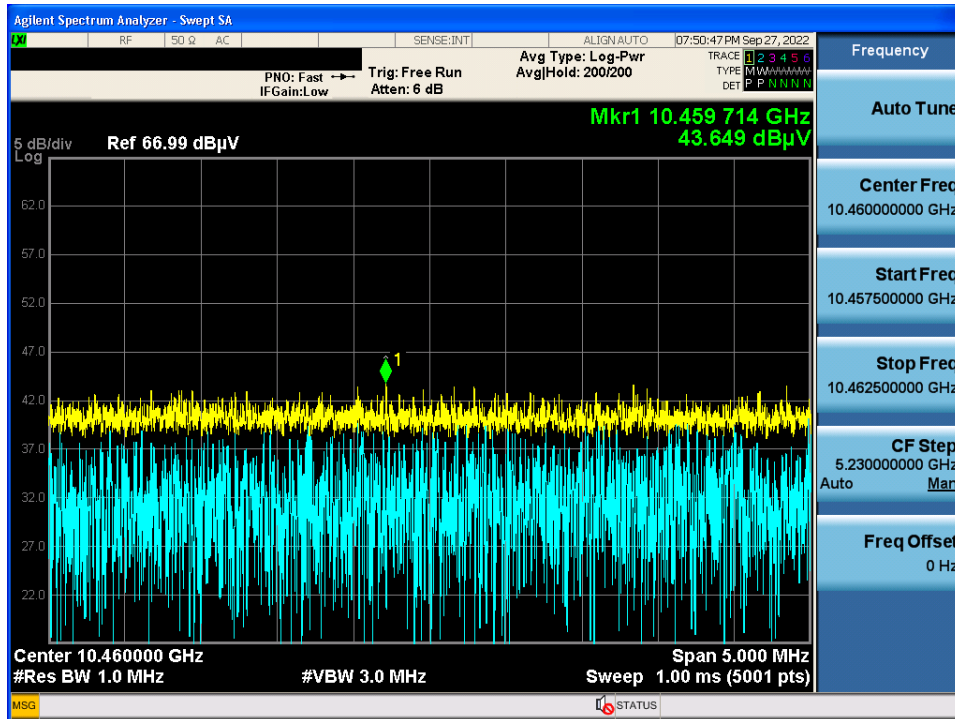 Agilent Spectrum Analyzer - Swept SA
LXI RF 50 Ω AC SENSE:INT ALIGN AUTO 07:50:47 PM Sep 27, 2022
PNO: Fast Trig: Free Run Avg Type: Log-Pwr TRACE 1 2 3 4 5 6
IFGain:Low Atten: 6 dB Avg|Hold: 200/200 TYPE M WWWWW
DET P P N N N N
Mkr1 10.459 714 GHz
43.649 dBµV
5 dB/div Ref 66.99 dBµV
Log
62.0
57.0
52.0
47.0
1
42.0
37.0
32.0
27.0
22.0
Center 10.460000 GHz Span 5.000 MHz
#Res BW 1.0 MHz #VBW 3.0 MHz Sweep 1.00 ms (5001 pts)
MSG STATUS
Frequency
Auto Tune
Center Freq
10.460000000 GHz
Start Freq
10.457500000 GHz
Stop Freq
10.462500000 GHz
CF Step
5.230000000 GHz
Auto Man
Freq Offset
0 Hz